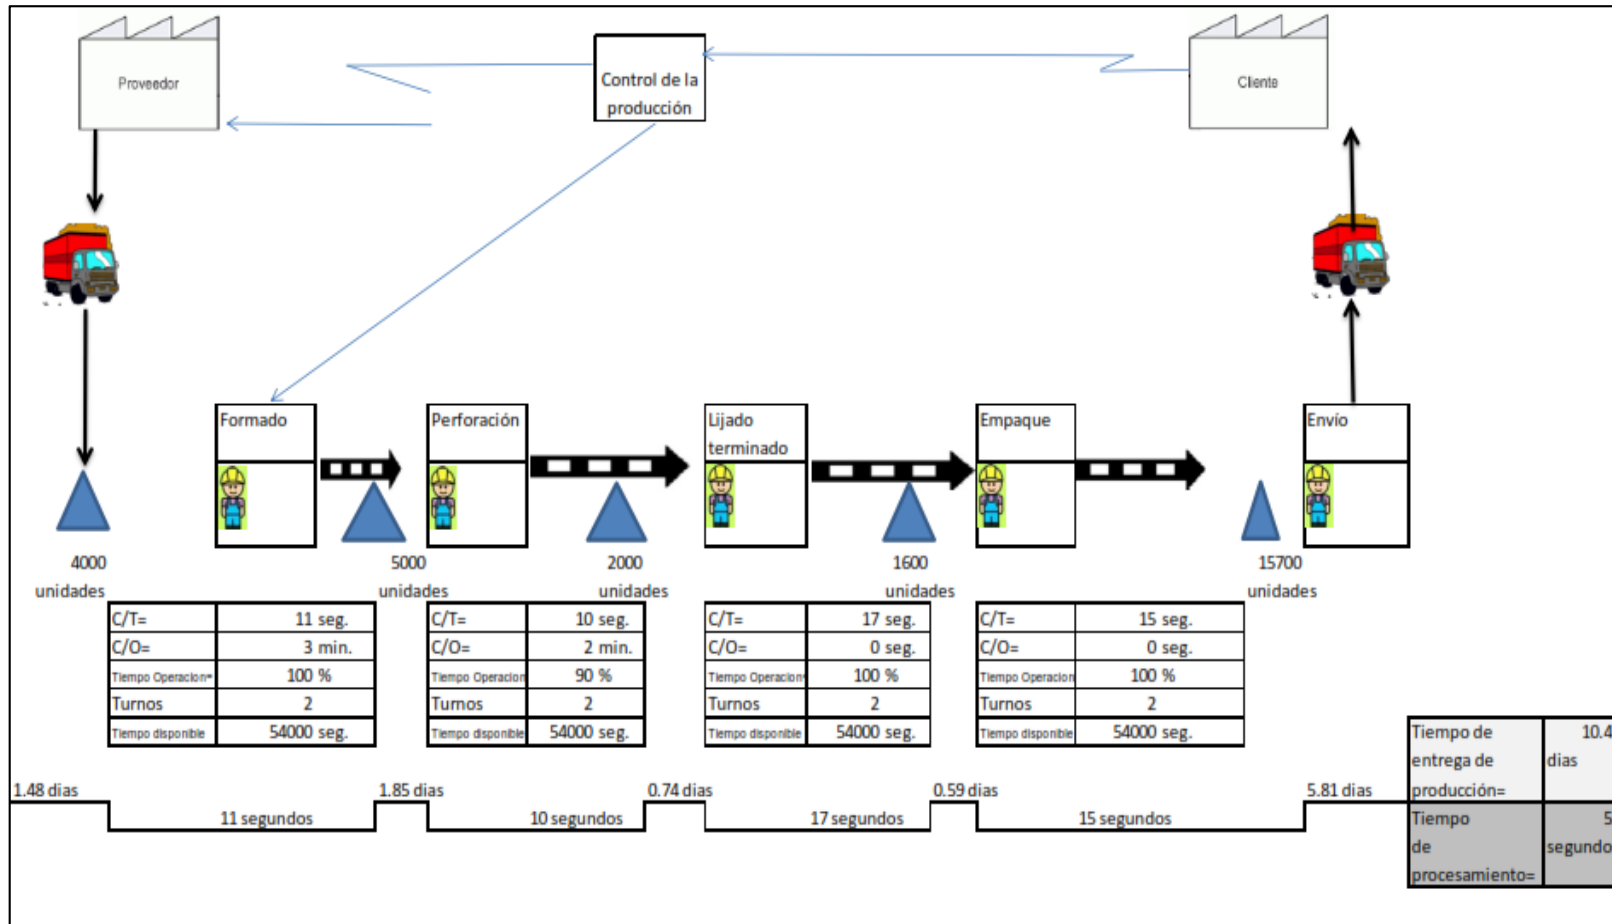 Proveedor
Control de la
producción
Cliente
Formado
Perforación
Lijado
terminado
Empaque
Envío
4000
unidades
5000
unidades
2000
unidades
1600
unidades
15700
unidades
C/T= 11 seg.
C/O= 3 min.
Tiempo Operacion= 100 %
Turnos 2
Tiempo disponible 54000 seg.
C/T= 10 seg.
C/O= 2 min.
Tiempo Operacion 90 %
Turnos 2
Tiempo disponible 54000 seg.
C/T= 17 seg.
C/O= 0 seg.
Tiempo Operacion 100 %
Turnos 2
Tiempo disponible 54000 seg.
C/T= 15 seg.
C/O= 0 seg.
Tiempo Operacion 100 %
Turnos 2
Tiempo disponible 54000 seg.
1.48 dias
11 segundos
1.85 dias
10 segundos
0.74 dias
17 segundos
0.59 dias
15 segundos
5.81 dias
Tiempo de 10.4
entrega de dias
producción=
Tiempo 5
de segundo
procesamiento=